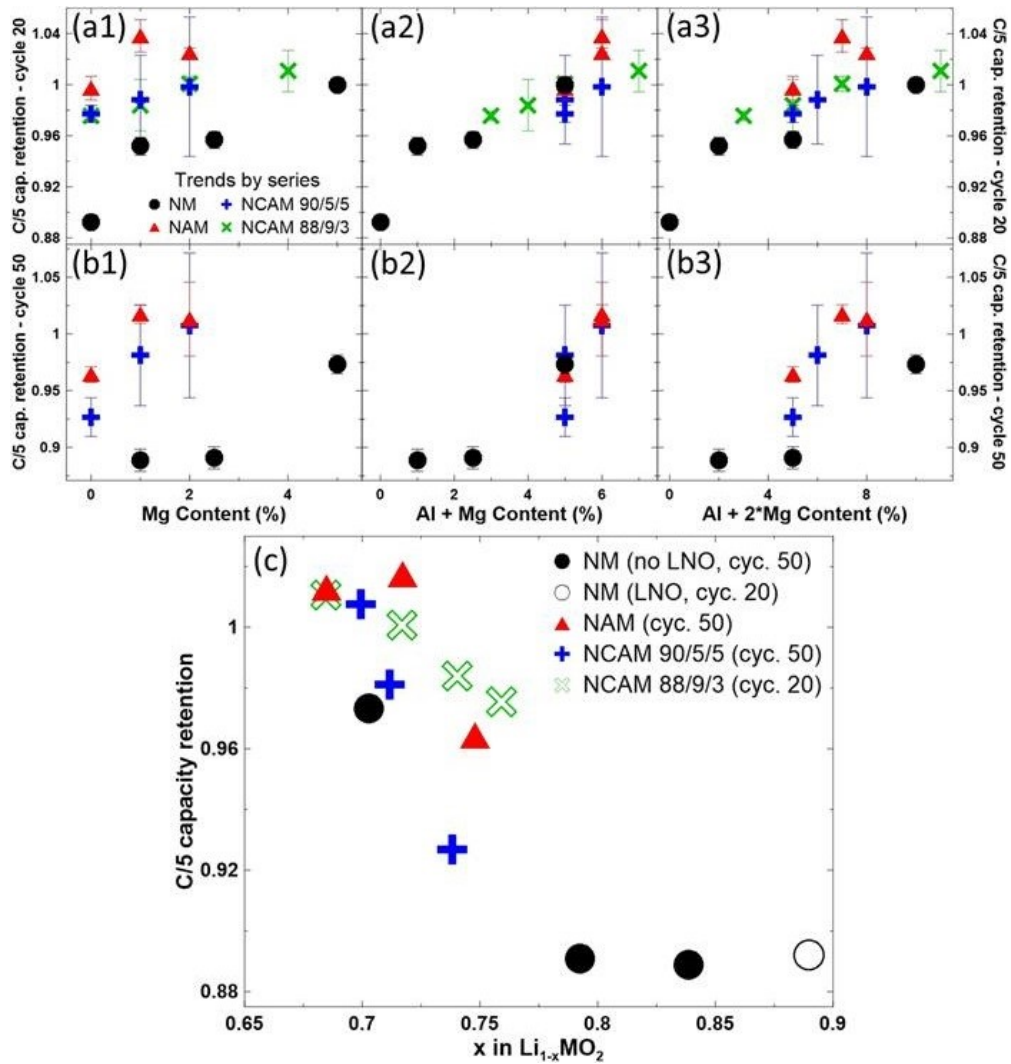 (a1)
(a2)
(a3)
1.04
1
0.96
0.92
0.88
C/5 cap. retention - cycle 20
Trends by series
NM
NAM
NCAM 90/5/5
NCAM 88/9/3
1.04
1
0.96
0.92
0.88
C/5 cap. retention - cycle 20
(b1)
(b2)
(b3)
1.05
1
0.95
0.9
C/5 cap. retention - cycle 50
1.05
1
0.95
0.9
C/5 cap. retention - cycle 50
0 2 4
0 2 4 6
0 4 8
Mg Content (%)
Al + Mg Content (%)
Al + 2*Mg Content (%)
(c)
NM (no LNO, cyc. 50)
NM (LNO, cyc. 20)
NAM (cyc. 50)
NCAM 90/5/5 (cyc. 50)
NCAM 88/9/3 (cyc. 20)
C/5 capacity retention
1
0.96
0.92
0.88
0.65 0.7 0.75 0.8 0.85 0.9
x in Li₁₋ₓMO₂